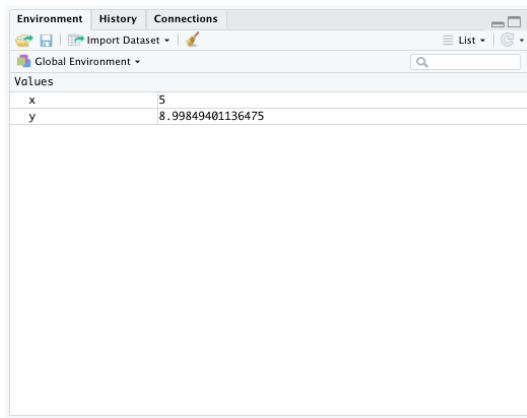 Environment History Connections
Import Dataset List
Global Environment
Values
x 5
y 8.99849401136475